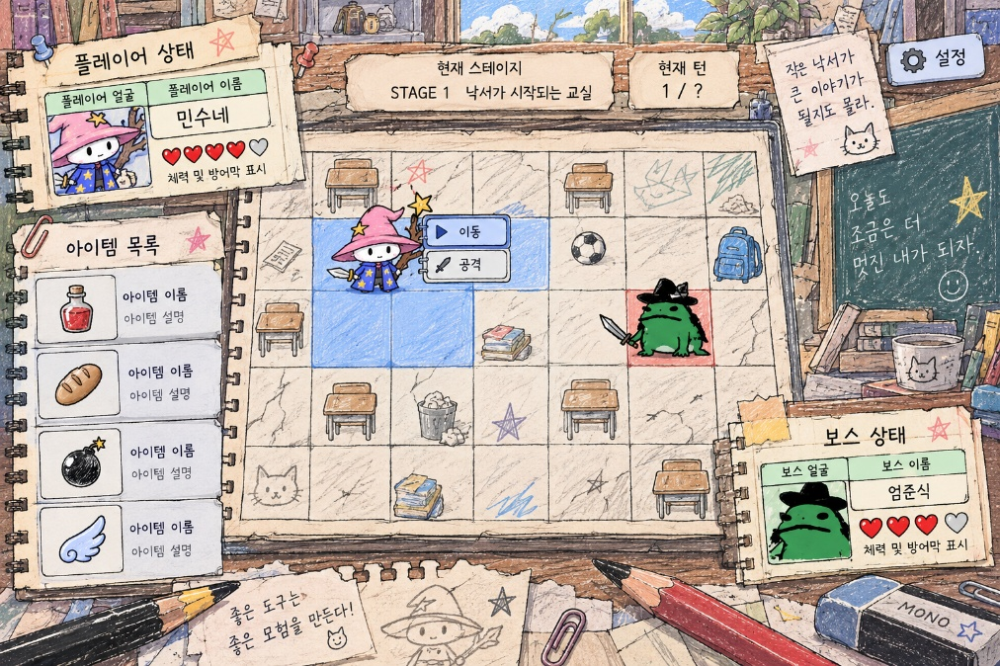 플레이어 상태
플레이어 얼굴
플레이어 이름
민수네
체력 및 방어막 표시
현재 스테이지
STAGE 1 낙서가 시작되는 교실
현재 턴
1 / ?
작은 낙서가
큰 이야기가
될지도 몰라.
설정
오늘도
조금은 더
멋진 내가 되자.
아이템 목록
아이템 이름
아이템 설명
아이템 이름
아이템 설명
아이템 이름
아이템 설명
아이템 이름
아이템 설명
이동
공격
보스 상태
보스 얼굴
보스 이름
엄준식
체력 및 방어막 표시
좋은 도구는
좋은 모험을 만든다!
MONO